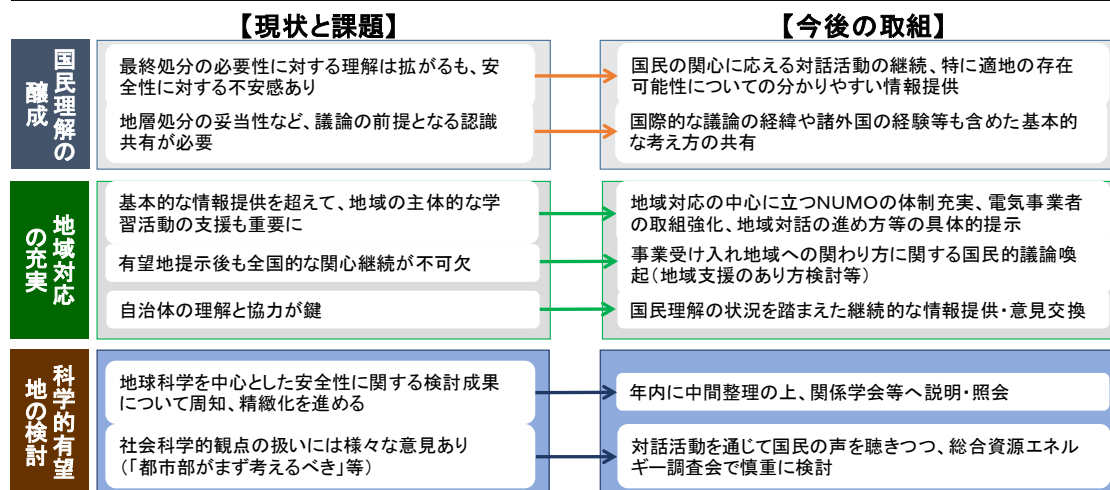 【現状と課題】
【今後の取組】
国民理解の
醸成
最終処分の必要性に対する理解は拡がるも、安
全性に対する不安感あり
国民の関心に応える対話活動の継続、特に適地の存在
可能性についての分かりやすい情報提供
地層処分の妥当性など、議論の前提となる認識
共有が必要
国際的な議論の経緯や諸外国の経験等も含めた基本的
な考え方の共有
地域対応
の充実
基本的な情報提供を超えて、地域の主体的な学
習活動の支援も重要に
地域対応の中心に立つNUMOの体制充実、電気事業者
の取組強化、地域対話の進め方等の具体的提示
有望地提示後も全国的な関心継続が不可欠
事業受け入れ地域への関わり方に関する国民的議論喚
起(地域支援のあり方検討等)
自治体の理解と協力が鍵
国民理解の状況を踏まえた継続的な情報提供・意見交換
科学的有望
地の検討
地球科学を中心とした安全性に関する検討成果
について周知、精緻化を進める
年内に中間整理の上、関係学会等へ説明・照会
社会科学的観点の扱いには様々な意見あり
(「都市部がまず考えるべき」等)
対話活動を通じて国民の声を聴きつつ、総合資源エネル
ギー調査会で慎重に検討